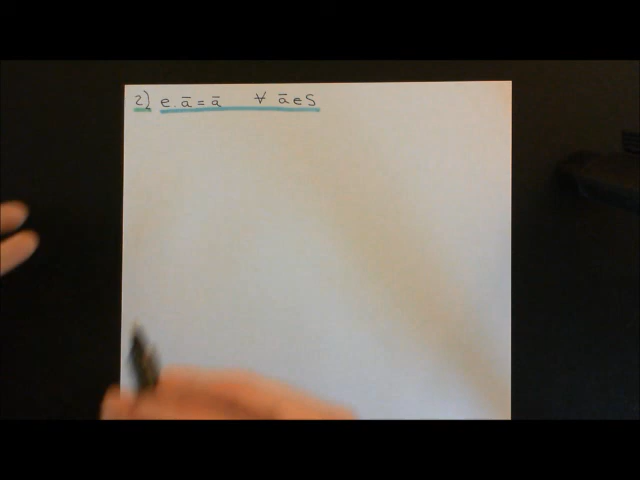 2) e.ā = ā ∀ ā ∈ S